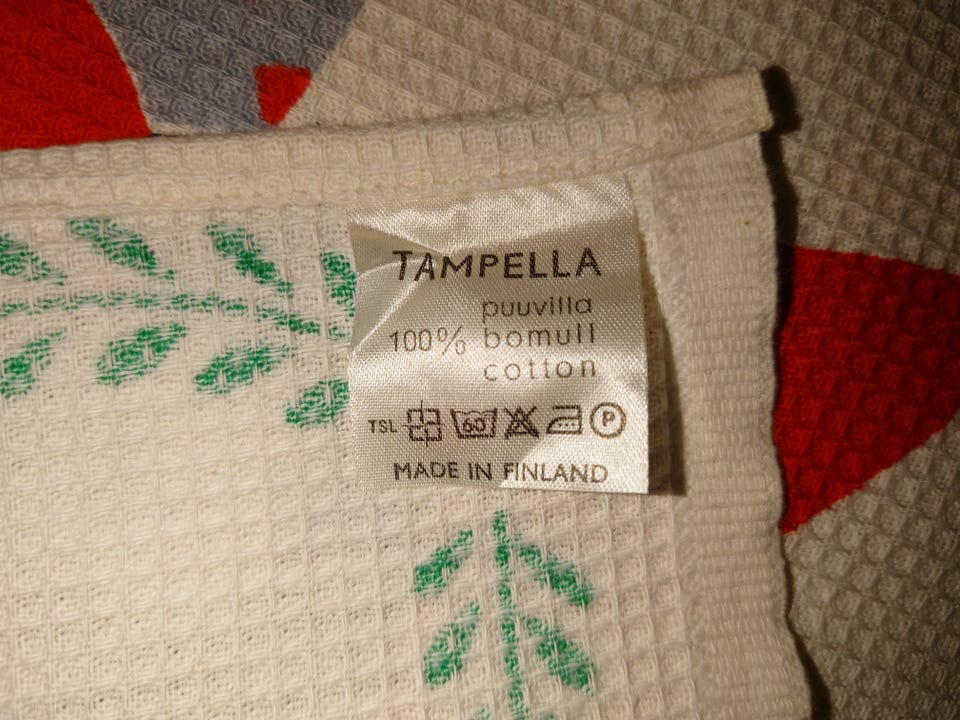 TAMPELLA
puuvilla
100% bomull
cotton
TSL 60 P
MADE IN FINLAND